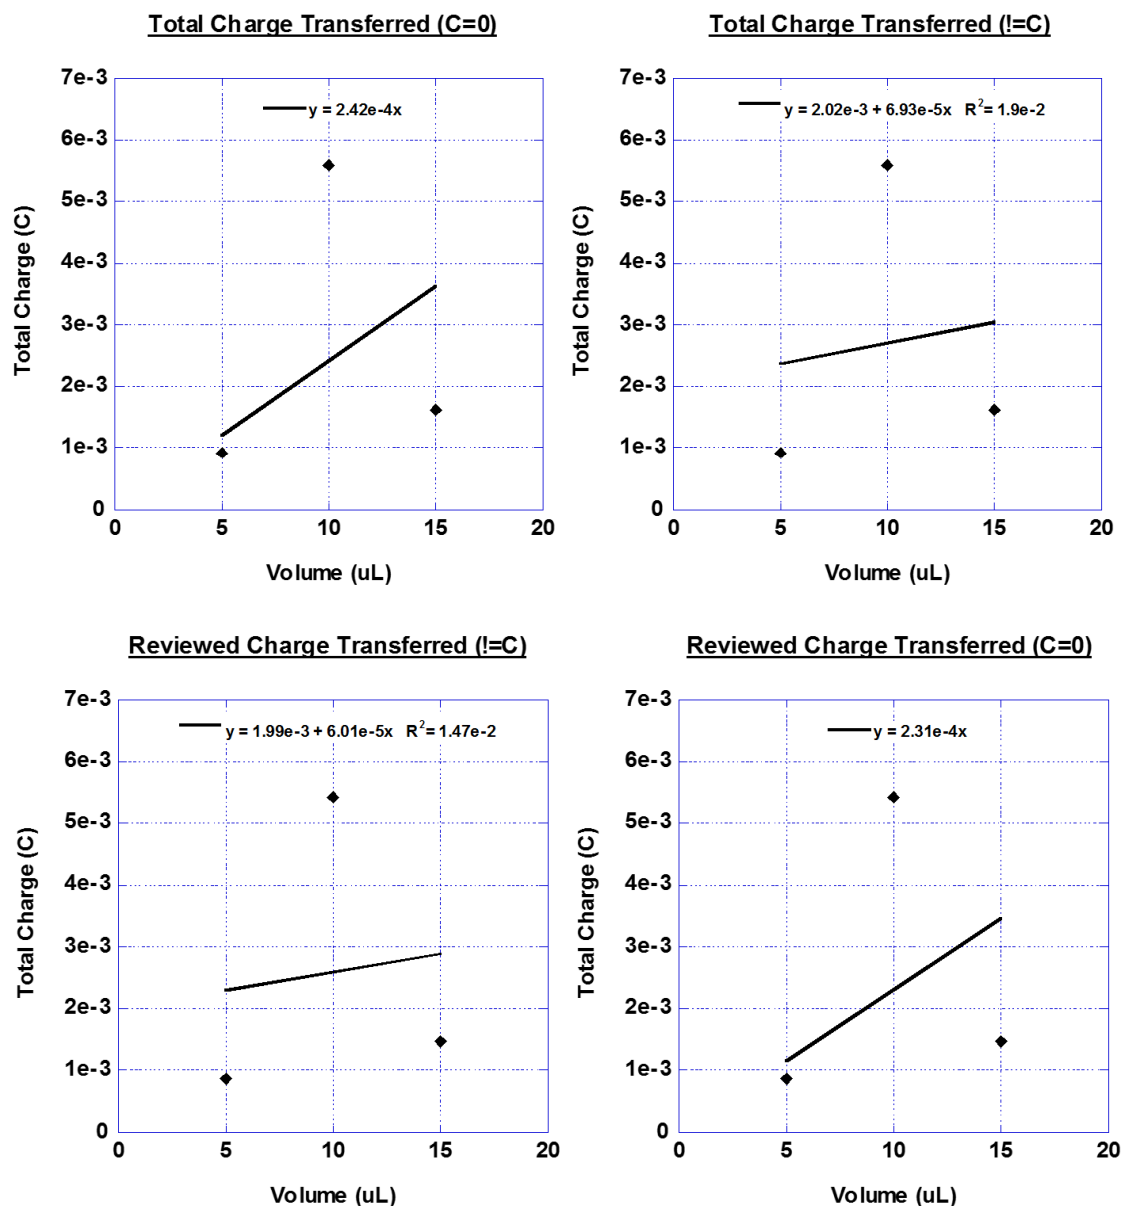 Total Charge Transferred (C=0)
7e-3
6e-3
5e-3
4e-3
3e-3
2e-3
1e-3
0
0 5 10 15 20
Total Charge (C)
Volume (uL)
y = 2.42e-4x
Total Charge Transferred (!=C)
7e-3
6e-3
5e-3
4e-3
3e-3
2e-3
1e-3
0
0 5 10 15 20
Total Charge (C)
Volume (uL)
y = 2.02e-3 + 6.93e-5x R²= 1.9e-2
Reviewed Charge Transferred (!=C)
7e-3
6e-3
5e-3
4e-3
3e-3
2e-3
1e-3
0
0 5 10 15 20
Total Charge (C)
Volume (uL)
y = 1.99e-3 + 6.01e-5x R²= 1.47e-2
Reviewed Charge Transferred (C=0)
7e-3
6e-3
5e-3
4e-3
3e-3
2e-3
1e-3
0
0 5 10 15 20
Total Charge (C)
Volume (uL)
y = 2.31e-4x